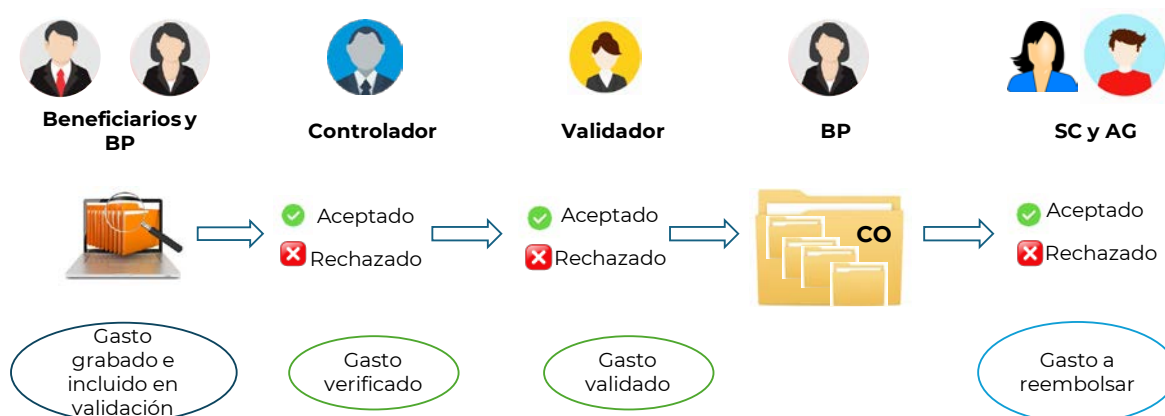 Beneficiarios y
BP
Controlador
Validador
BP
SC y AG
Aceptado
Rechazado
Aceptado
Rechazado
CO
Aceptado
Rechazado
Gasto
grabado e
incluido en
validación
Gasto
verificado
Gasto
validado
Gasto a
reembolsar